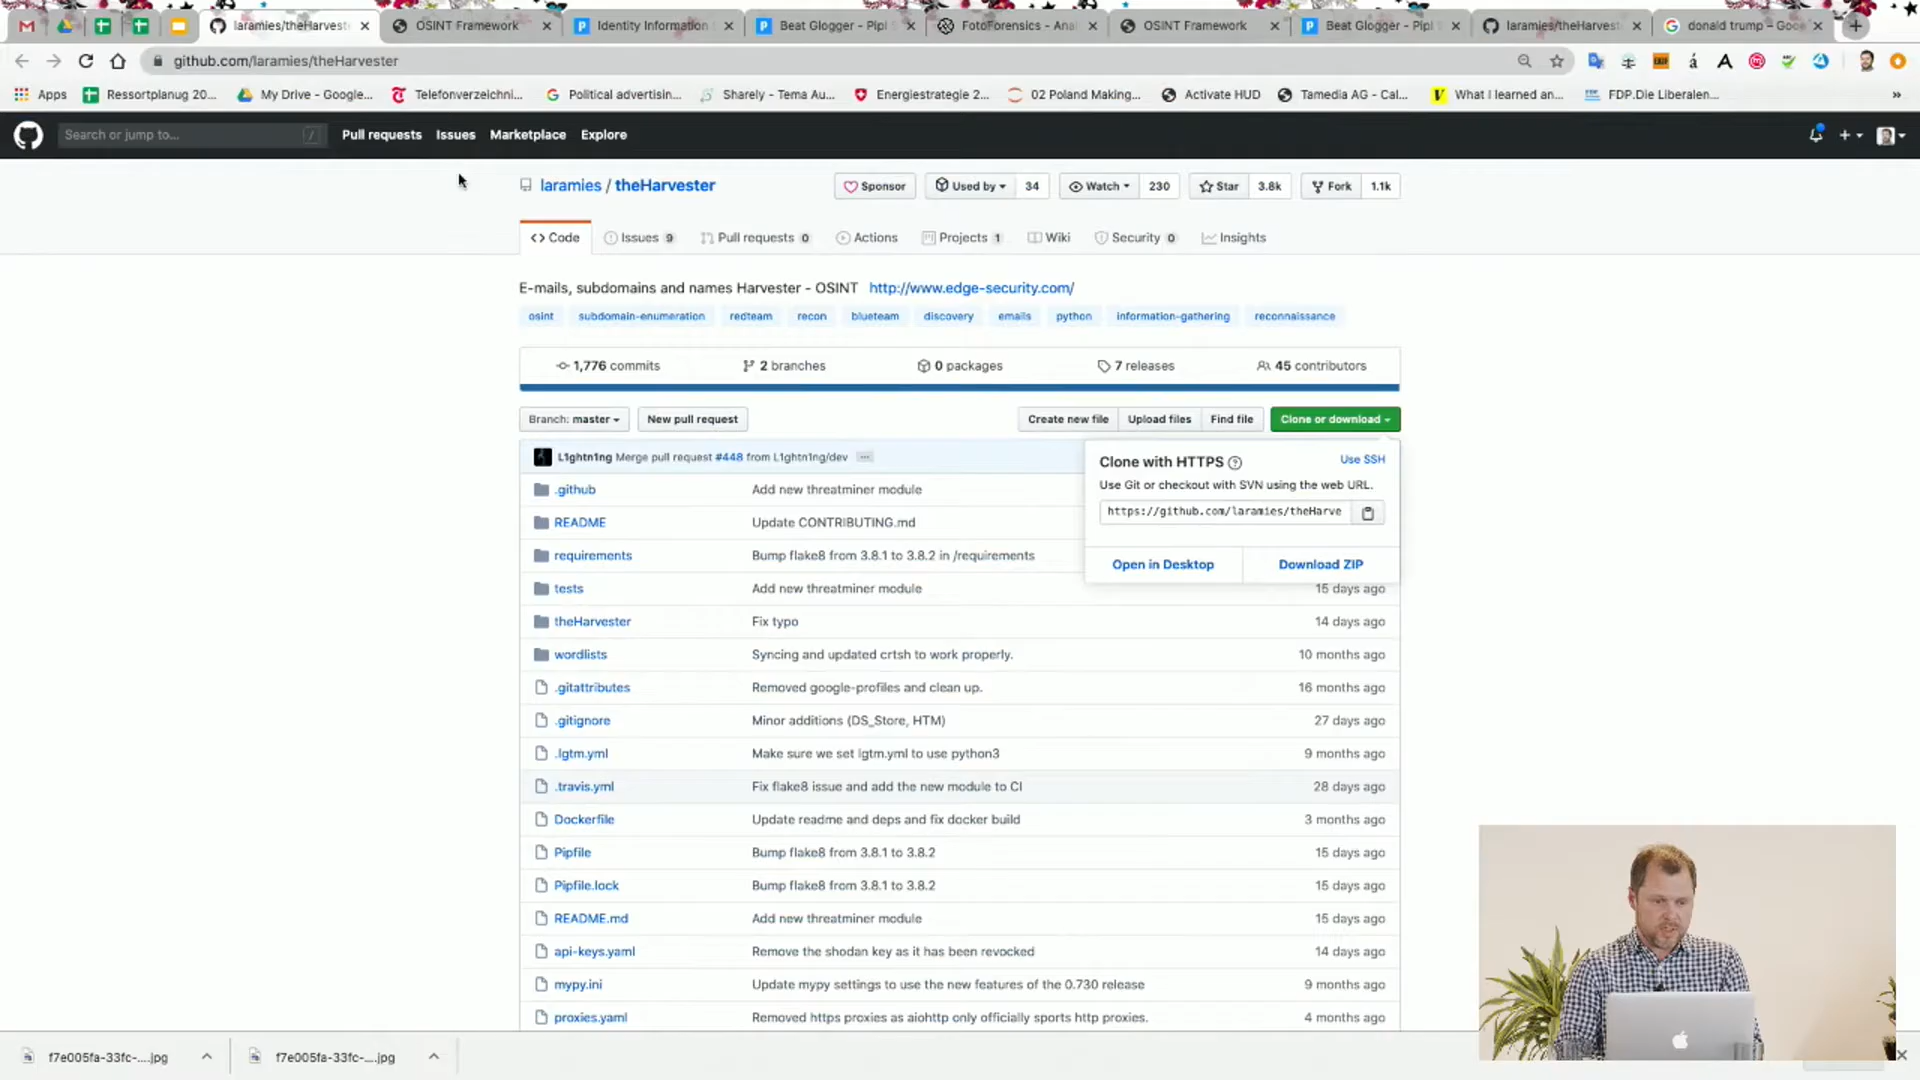 laramies/theHarvest
OSINT Framework
Identity Information
Beat Glogger - Pipl S
FotoForensics - Anal
OSINT Framework
Beat Glogger - Pipl S
laramies/theHarvest
donald trump – Goo
github.com/laramies/theHarvester
Apps
Ressortplanug 20...
My Drive - Google...
Telefonverzeichni...
Political advertisin...
Sharely - Tema Au...
Energiestrategie 2...
02 Poland Making...
Activate HUD
Tamedia AG - Cal...
What I learned an...
FDP.Die Liberalen...
»
Search or jump to...
/
Pull requests
Issues
Marketplace
Explore
laramies / theHarvester
Sponsor
Used by
34
Watch
230
Star
3.8k
Fork
1.1k
Code
Issues 9
Pull requests 0
Actions
Projects 1
Wiki
Security 0
Insights
E-mails, subdomains and names Harvester - OSINT http://www.edge-security.com/
osint
subdomain-enumeration
redteam
recon
blueteam
discovery
emails
python
information-gathering
reconnaissance
1,776 commits
2 branches
0 packages
7 releases
45 contributors
Branch: master
New pull request
Create new file
Upload files
Find file
Clone or download
L1ghtn1ng Merge pull request #448 from L1ghtn1ng/dev ...
Clone with HTTPS
Use SSH
Use Git or checkout with SVN using the web URL.
https://github.com/laramies/theHarve
Open in Desktop
Download ZIP
.github Add new threatminer module
README Update CONTRIBUTING.md
requirements Bump flake8 from 3.8.1 to 3.8.2 in /requirements
tests Add new threatminer module 15 days ago
theHarvester Fix typo 14 days ago
wordlists Syncing and updated crtsh to work properly. 10 months ago
.gitattributes Removed google-profiles and clean up. 16 months ago
.gitignore Minor additions (DS_Store, HTM) 27 days ago
.lgtm.yml Make sure we set lgtm.yml to use python3 9 months ago
.travis.yml Fix flake8 issue and add the new module to CI 28 days ago
Dockerfile Update readme and deps and fix docker build 3 months ago
Pipfile Bump flake8 from 3.8.1 to 3.8.2 15 days ago
Pipfile.lock Bump flake8 from 3.8.1 to 3.8.2 15 days ago
README.md Add new threatminer module 15 days ago
api-keys.yaml Remove the shodan key as it has been revocked 14 days ago
mypy.ini Update mypy settings to use the new features of the 0.730 release 9 months ago
proxies.yaml Removed https proxies as aiohttp only officially sports http proxies. 4 months ago
f7e005fa-33fc-....jpg
f7e005fa-33fc-....jpg